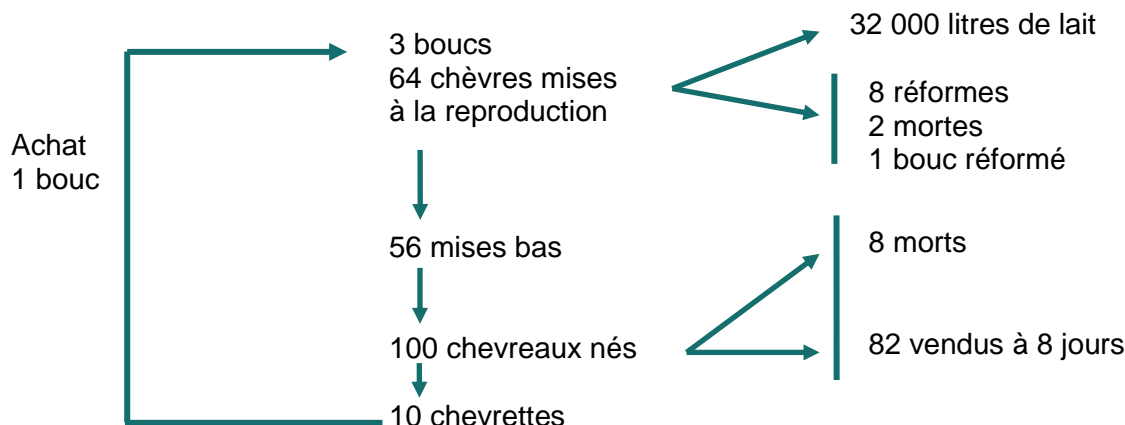 3 boucs
64 chèvres mises
à la reproduction
32 000 litres de lait
8 réformes
2 mortes
1 bouc réformé
Achat
1 bouc
56 mises bas
8 morts
100 chevreaux nés
82 vendus à 8 jours
10 chevrettes